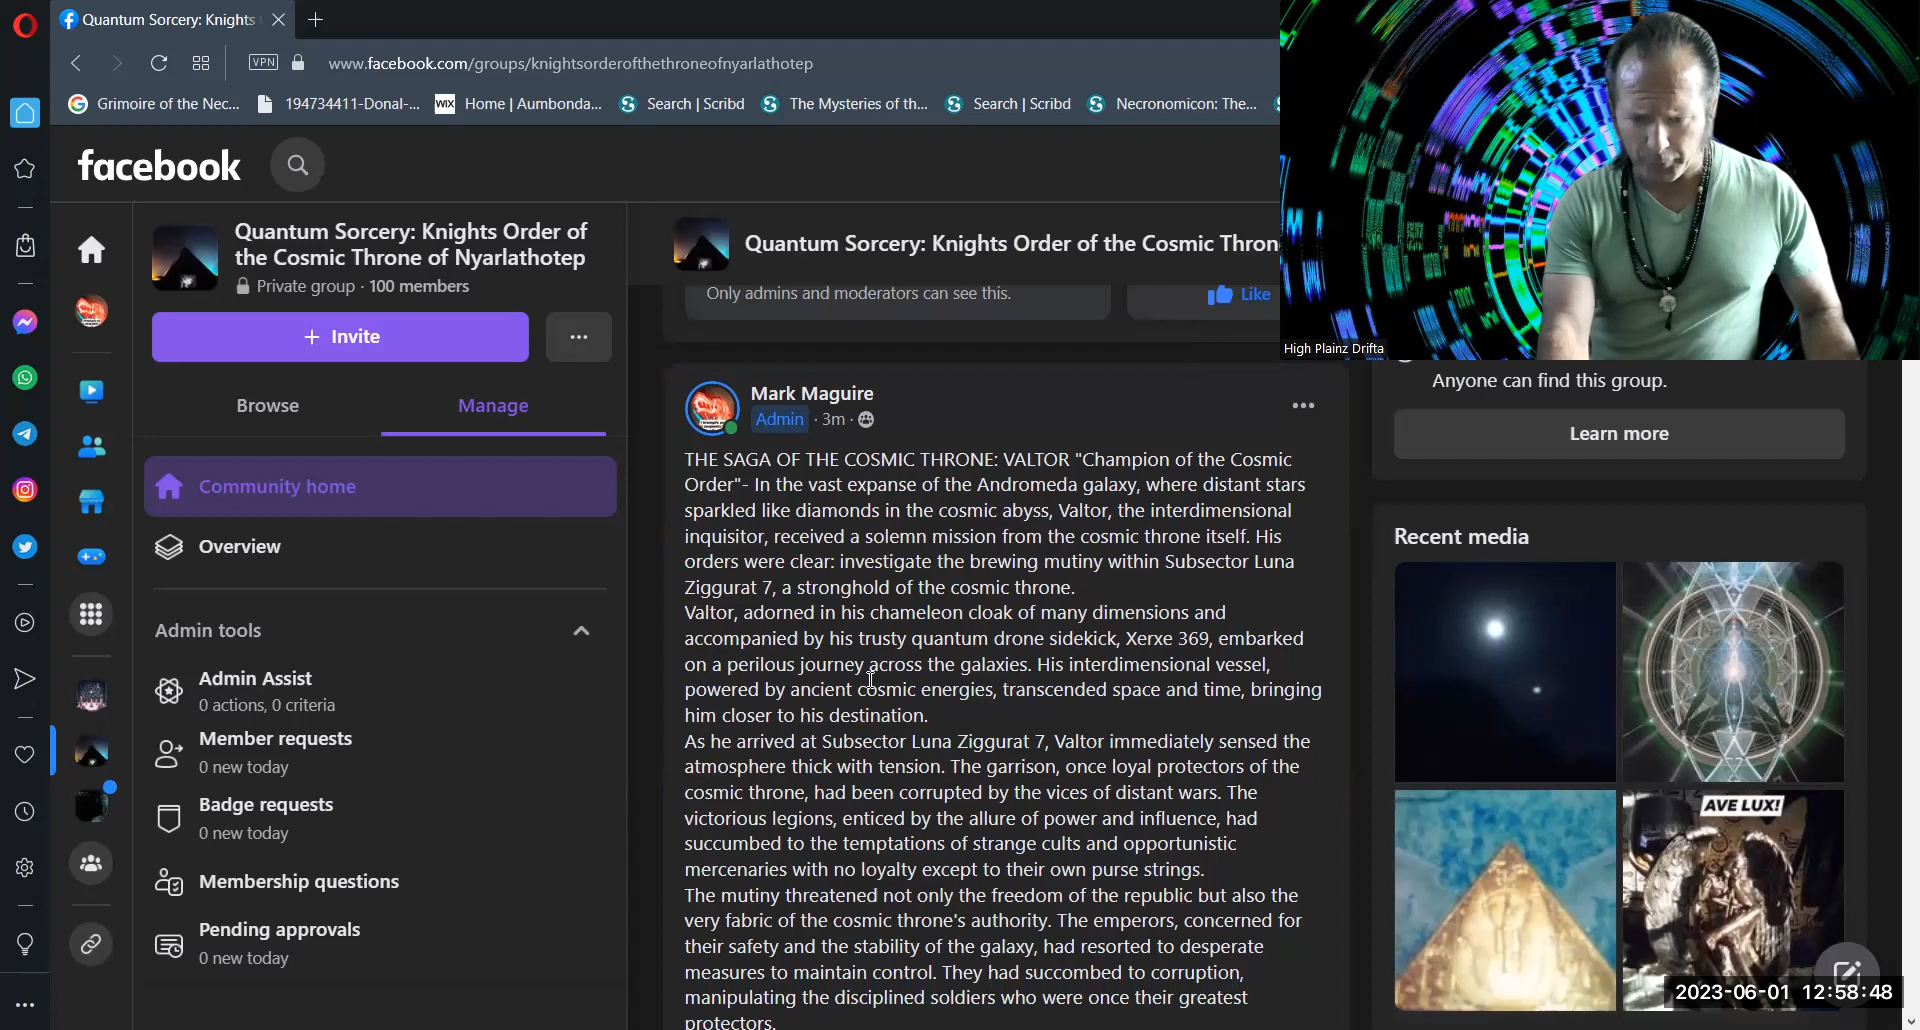 Quantum Sorcery: Knights
www.facebook.com/groups/knightsorderofthethroneofnyarlathotep
VPN
Grimoire of the Nec...
194734411-Donal-...
WIX
Home | Aumbonda...
Search | Scribd
The Mysteries of th...
Search | Scribd
Necronomicon: The...
facebook
Quantum Sorcery: Knights Order of
the Cosmic Throne of Nyarlathotep
Private group · 100 members
+ Invite
Browse
Manage
Community home
Overview
Admin tools
Admin Assist
0 actions, 0 criteria
Member requests
0 new today
Badge requests
0 new today
Membership questions
Pending approvals
0 new today
Quantum Sorcery: Knights Order of the Cosmic Thron
Only admins and moderators can see this.
Like
Mark Maguire
Admin · 3m ·
THE SAGA OF THE COSMIC THRONE: VALTOR "Champion of the Cosmic
Order"- In the vast expanse of the Andromeda galaxy, where distant stars
sparkled like diamonds in the cosmic abyss, Valtor, the interdimensional
inquisitor, received a solemn mission from the cosmic throne itself. His
orders were clear: investigate the brewing mutiny within Subsector Luna
Ziggurat 7, a stronghold of the cosmic throne.
Valtor, adorned in his chameleon cloak of many dimensions and
accompanied by his trusty quantum drone sidekick, Xerxe 369, embarked
on a perilous journey across the galaxies. His interdimensional vessel,
powered by ancient cosmic energies, transcended space and time, bringing
him closer to his destination.
As he arrived at Subsector Luna Ziggurat 7, Valtor immediately sensed the
atmosphere thick with tension. The garrison, once loyal protectors of the
cosmic throne, had been corrupted by the vices of distant wars. The
victorious legions, enticed by the allure of power and influence, had
succumbed to the temptations of strange cults and opportunistic
mercenaries with no loyalty except to their own purse strings.
The mutiny threatened not only the freedom of the republic but also the
very fabric of the cosmic throne's authority. The emperors, concerned for
their safety and the stability of the galaxy, had resorted to desperate
measures to maintain control. They had succombed to corruption,
manipulating the disciplined soldiers who were once their greatest
protectors.
High Plainz Drifta
Anyone can find this group.
Learn more
Recent media
AVE LUX!
2023-06-01 12:58:48